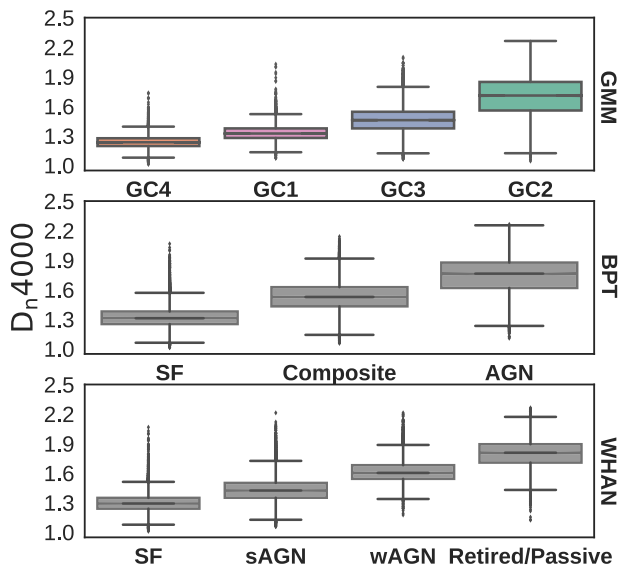 2.5
2.2
1.9
1.6
1.3
1.0
GC4 GC1 GC3 GC2
GMM
2.5
2.2
1.9
1.6
1.3
1.0
SF Composite AGN
BPT
Dn4000
2.5
2.2
1.9
1.6
1.3
1.0
SF sAGN wAGN Retired/Passive
WHAN